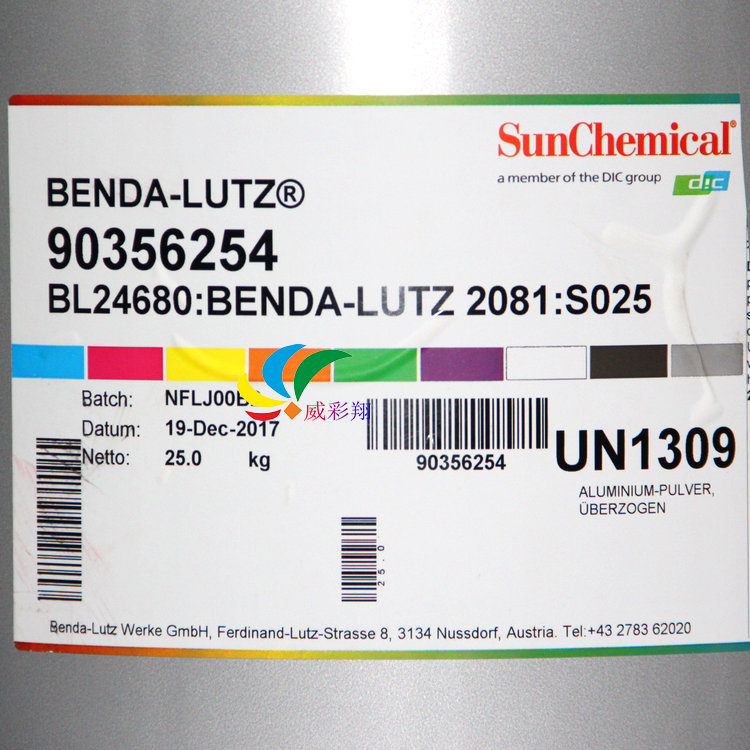 SunChemical®
a member of the DIC group
dic
BENDA-LUTZ®
90356254
BL24680:BENDA-LUTZ 2081:S025
威彩翔
Batch:
Datum: 19-Dec-2017
Netto: 25.0 kg
90356254
UN1309
ALUMINIUM-PULVER,
ÜBERZOGEN
25.0
Benda-Lutz Werke GmbH, Ferdinand-Lutz-Strasse 8, 3134 Nussdorf, Austria. Tel:+43 2783 62020